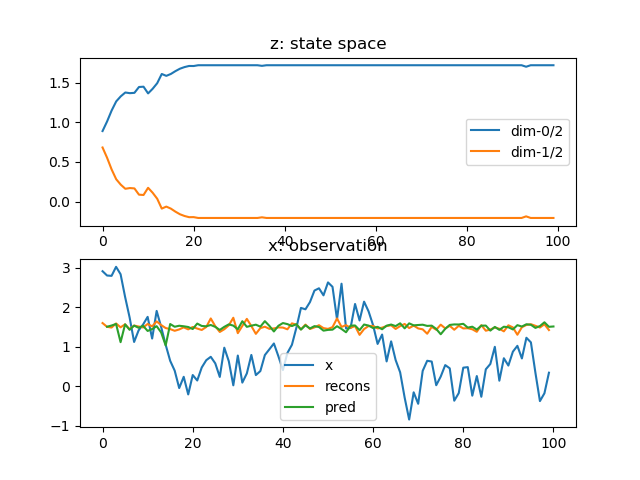 z: state space
1.5
1.0
0.5
0.0
dim-0/2
dim-1/2
0 20 40 60 80 100
x: observation
3
2
1
0
−1
x
recons
pred
0 20 40 60 80 100